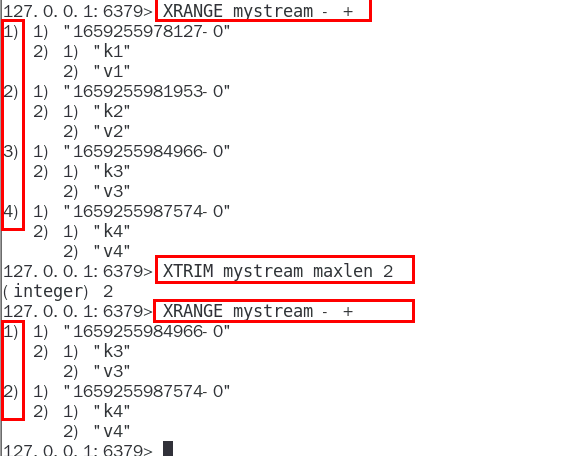 127.0.0.1:6379> XRANGE mystream - +
1) 1) "1659255978127-0"
2) 1) "k1"
2) "v1"
2) 1) "1659255981953-0"
2) 1) "k2"
2) "v2"
3) 1) "1659255984966-0"
2) 1) "k3"
2) "v3"
4) 1) "1659255987574-0"
2) 1) "k4"
2) "v4"
127.0.0.1:6379> XTRIM mystream maxlen 2
(integer) 2
127.0.0.1:6379> XRANGE mystream - +
1) 1) "1659255984966-0"
2) 1) "k3"
2) "v3"
2) 1) "1659255987574-0"
2) 1) "k4"
2) "v4"
127.0.0.1:6379>